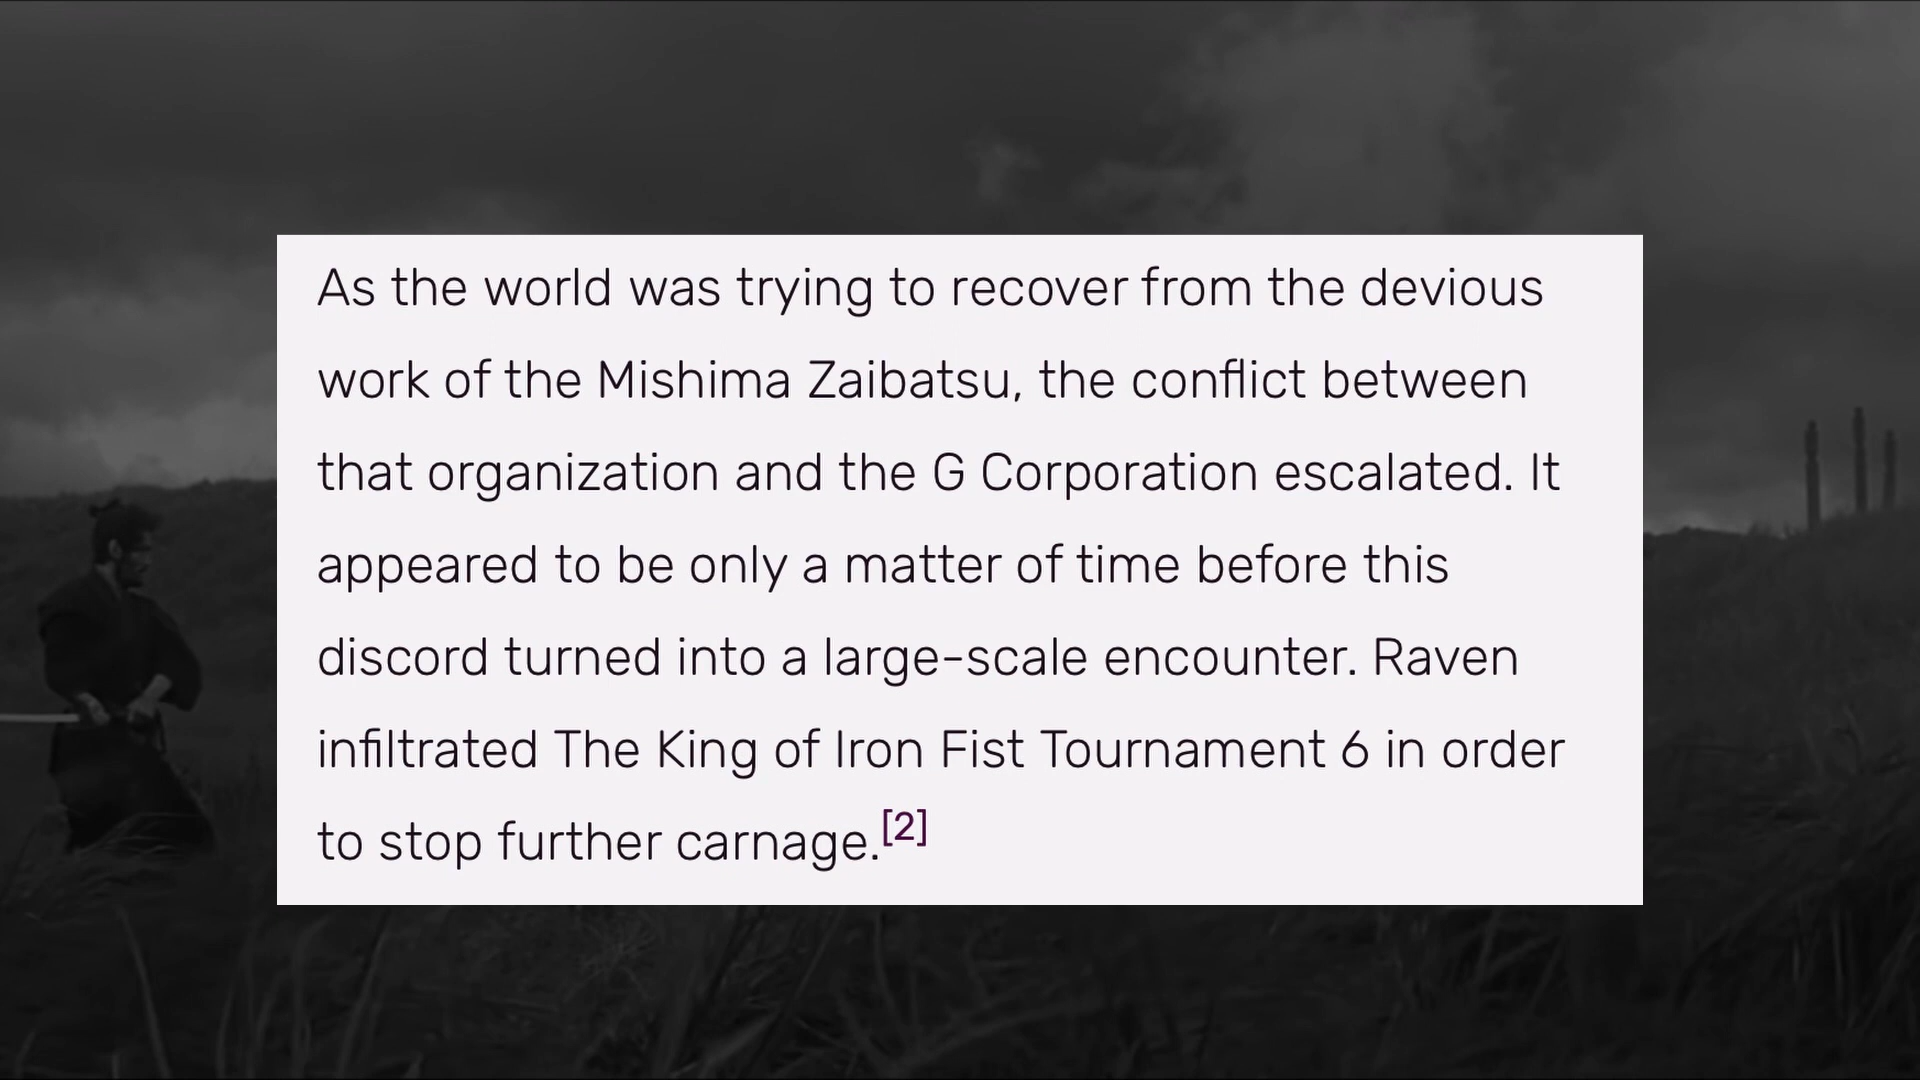 As the world was trying to recover from the devious
work of the Mishima Zaibatsu, the conflict between
that organization and the G Corporation escalated. It
appeared to be only a matter of time before this
discord turned into a large-scale encounter. Raven
infiltrated The King of Iron Fist Tournament 6 in order
to stop further carnage.[2]